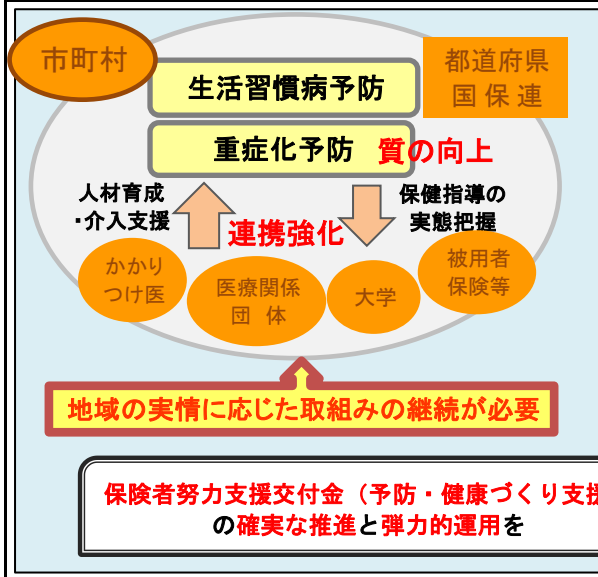 市町村
都道府県
国保連
生活習慣病予防
重症化予防
質の向上
人材育成
・介入支援
連携強化
保健指導の
実態把握
かかり
つけ医
医療関係
団体
大学
被用者
保険等
地域の実情に応じた取組みの継続が必要
保険者努力支援交付金（予防・健康づくり支援
の確実な推進と弾力的運用を